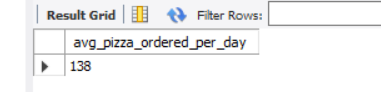 Result Grid Filter Rows:
avg_pizza_ordered_per_day
138